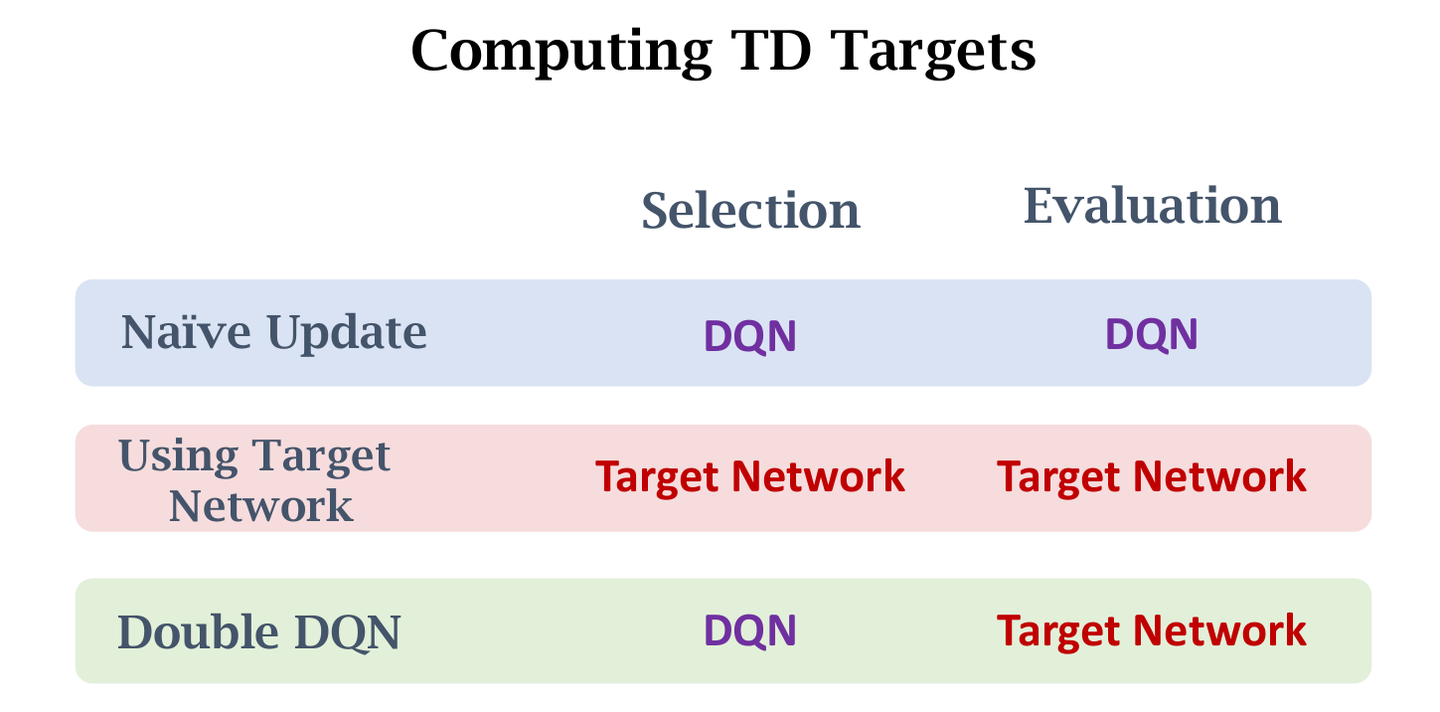 Computing TD Targets
Selection Evaluation
Naïve Update DQN DQN
Using Target
Network
Target Network Target Network
Double DQN DQN Target Network